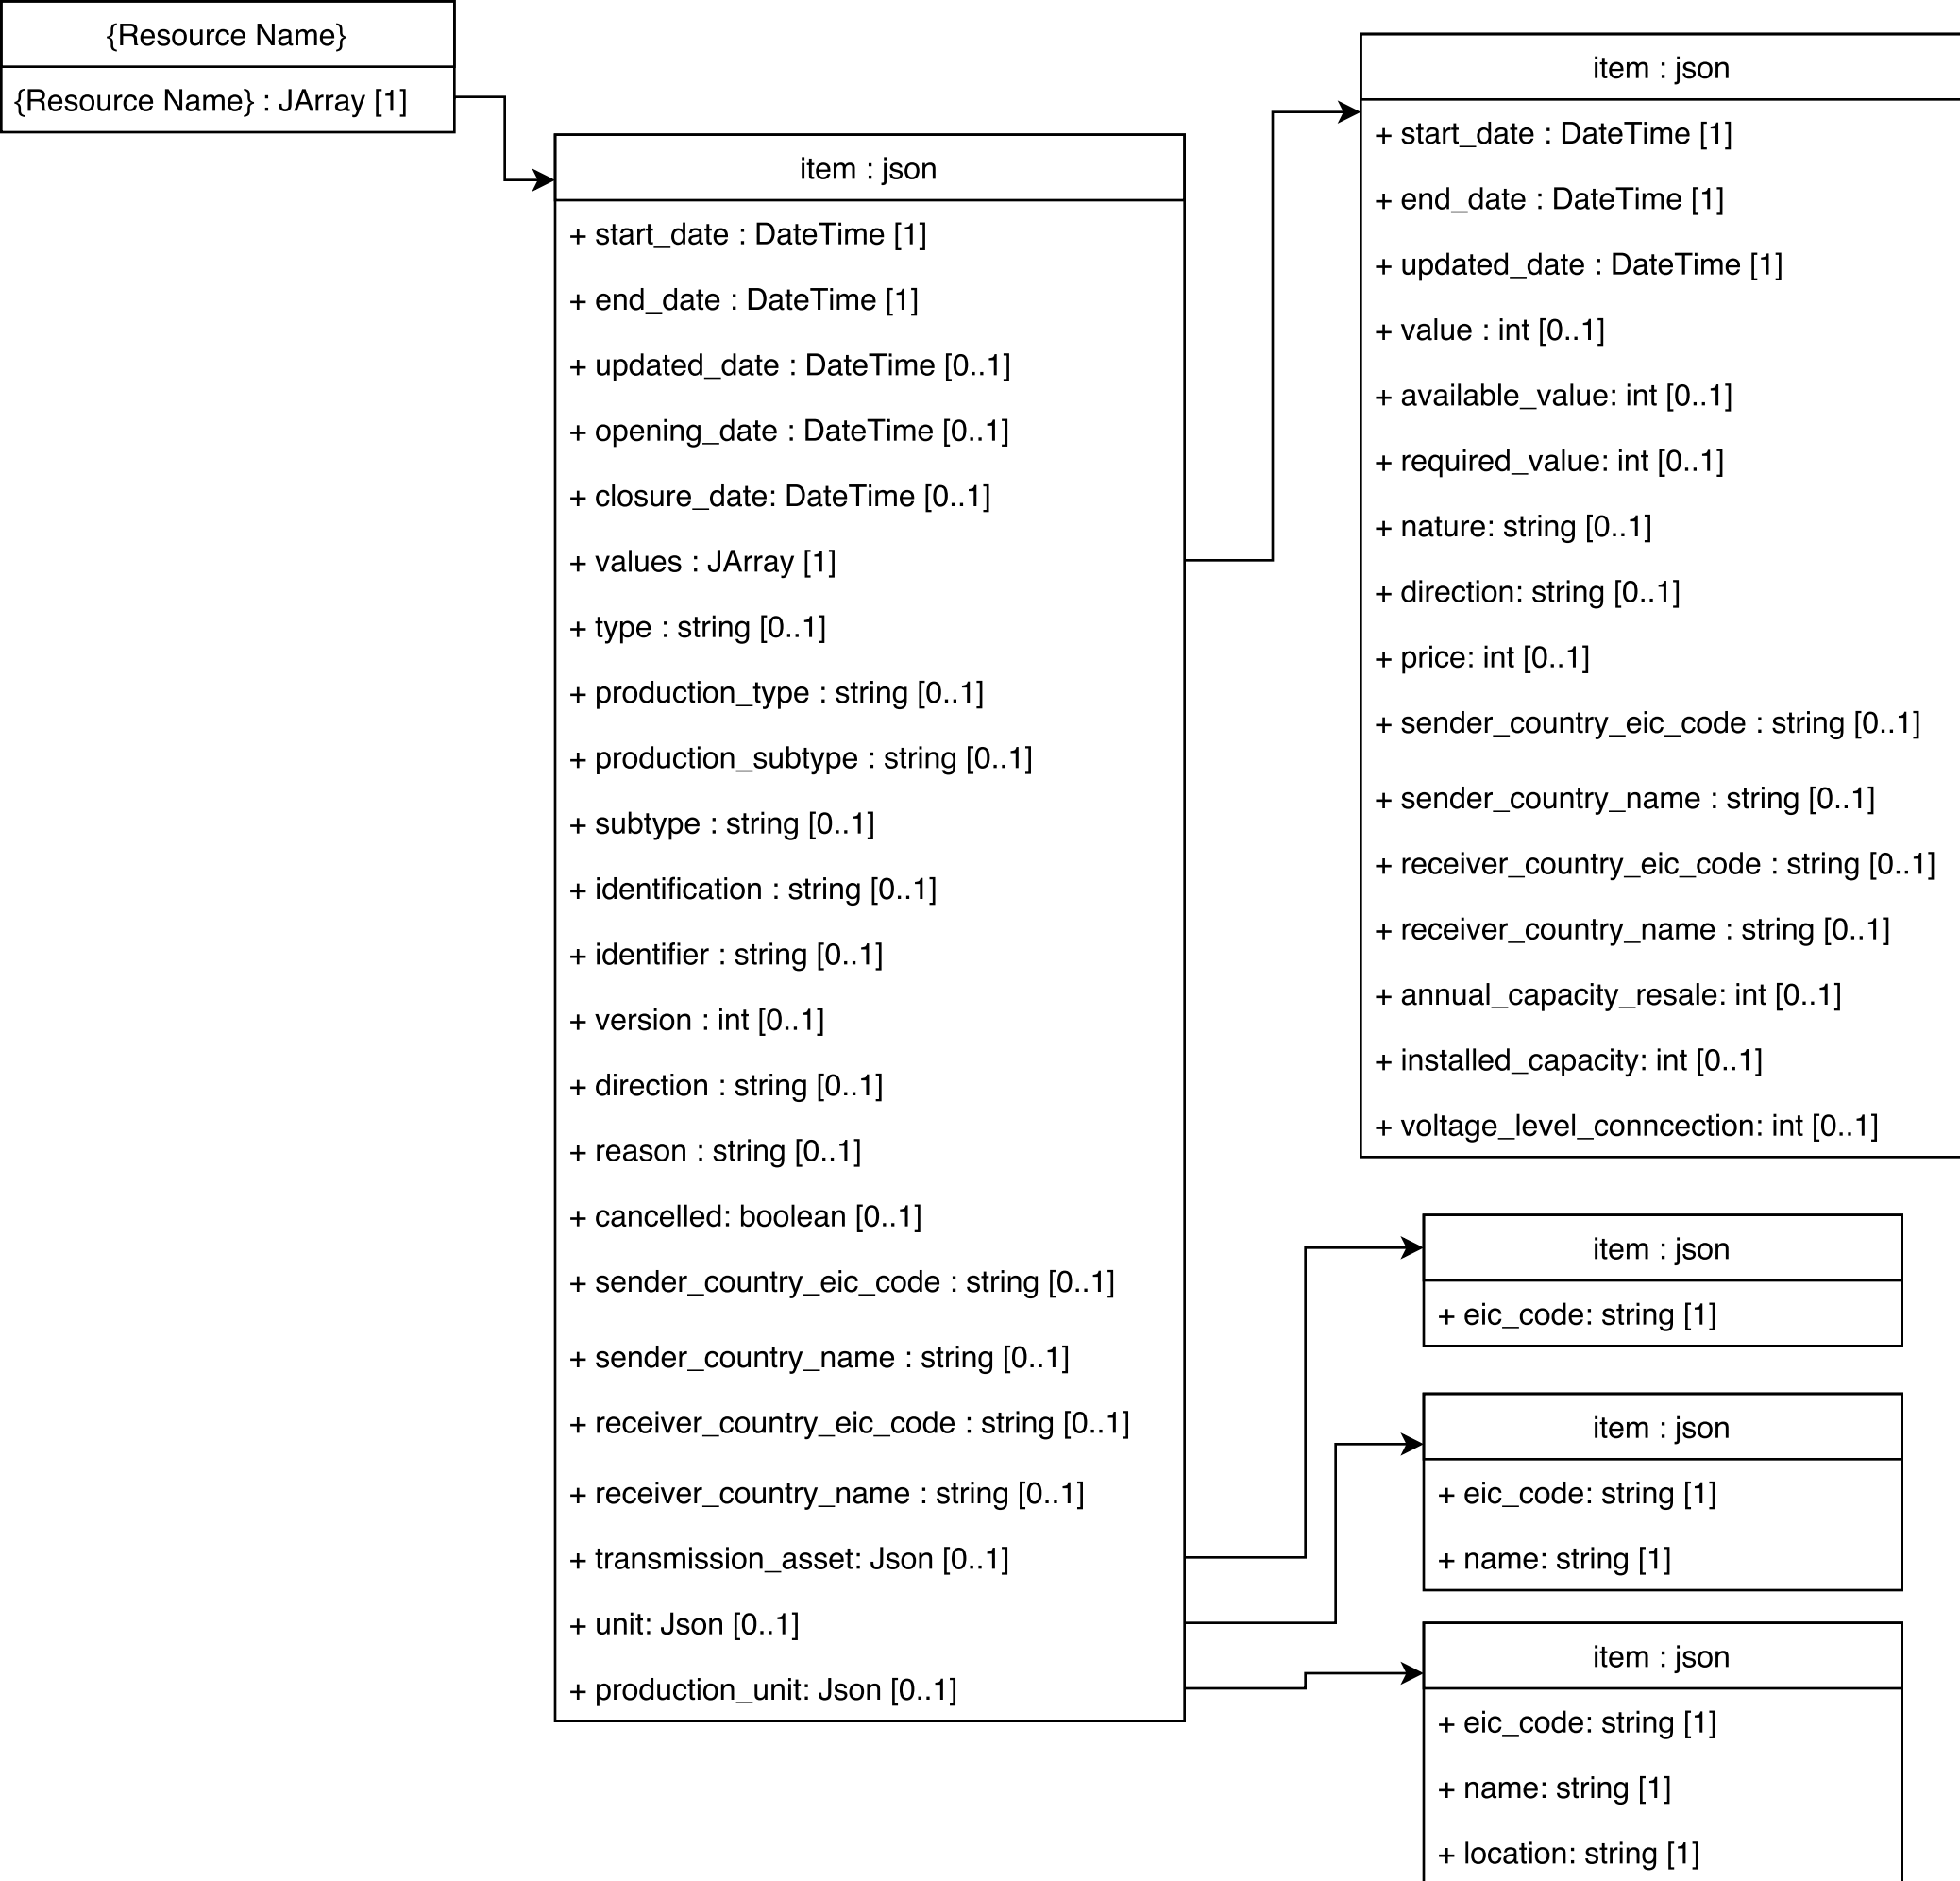 {Resource Name}
{Resource Name} : JArray [1]
item : json
+ start_date : DateTime [1]
+ end_date : DateTime [1]
+ updated_date : DateTime [0..1]
+ opening_date : DateTime [0..1]
+ closure_date: DateTime [0..1]
+ values : JArray [1]
+ type : string [0..1]
+ production_type : string [0..1]
+ production_subtype : string [0..1]
+ subtype : string [0..1]
+ identification : string [0..1]
+ identifier : string [0..1]
+ version : int [0..1]
+ direction : string [0..1]
+ reason : string [0..1]
+ cancelled: boolean [0..1]
+ sender_country_eic_code : string [0..1]
+ sender_country_name : string [0..1]
+ receiver_country_eic_code : string [0..1]
+ receiver_country_name : string [0..1]
+ transmission_asset: Json [0..1]
+ unit: Json [0..1]
+ production_unit: Json [0..1]
item : json
+ start_date : DateTime [1]
+ end_date : DateTime [1]
+ updated_date : DateTime [1]
+ value : int [0..1]
+ available_value: int [0..1]
+ required_value: int [0..1]
+ nature: string [0..1]
+ direction: string [0..1]
+ price: int [0..1]
+ sender_country_eic_code : string [0..1]
+ sender_country_name : string [0..1]
+ receiver_country_eic_code : string [0..1]
+ receiver_country_name : string [0..1]
+ annual_capacity_resale: int [0..1]
+ installed_capacity: int [0..1]
+ voltage_level_conncection: int [0..1]
item : json
+ eic_code: string [1]
item : json
+ eic_code: string [1]
+ name: string [1]
item : json
+ eic_code: string [1]
+ name: string [1]
+ location: string [1]